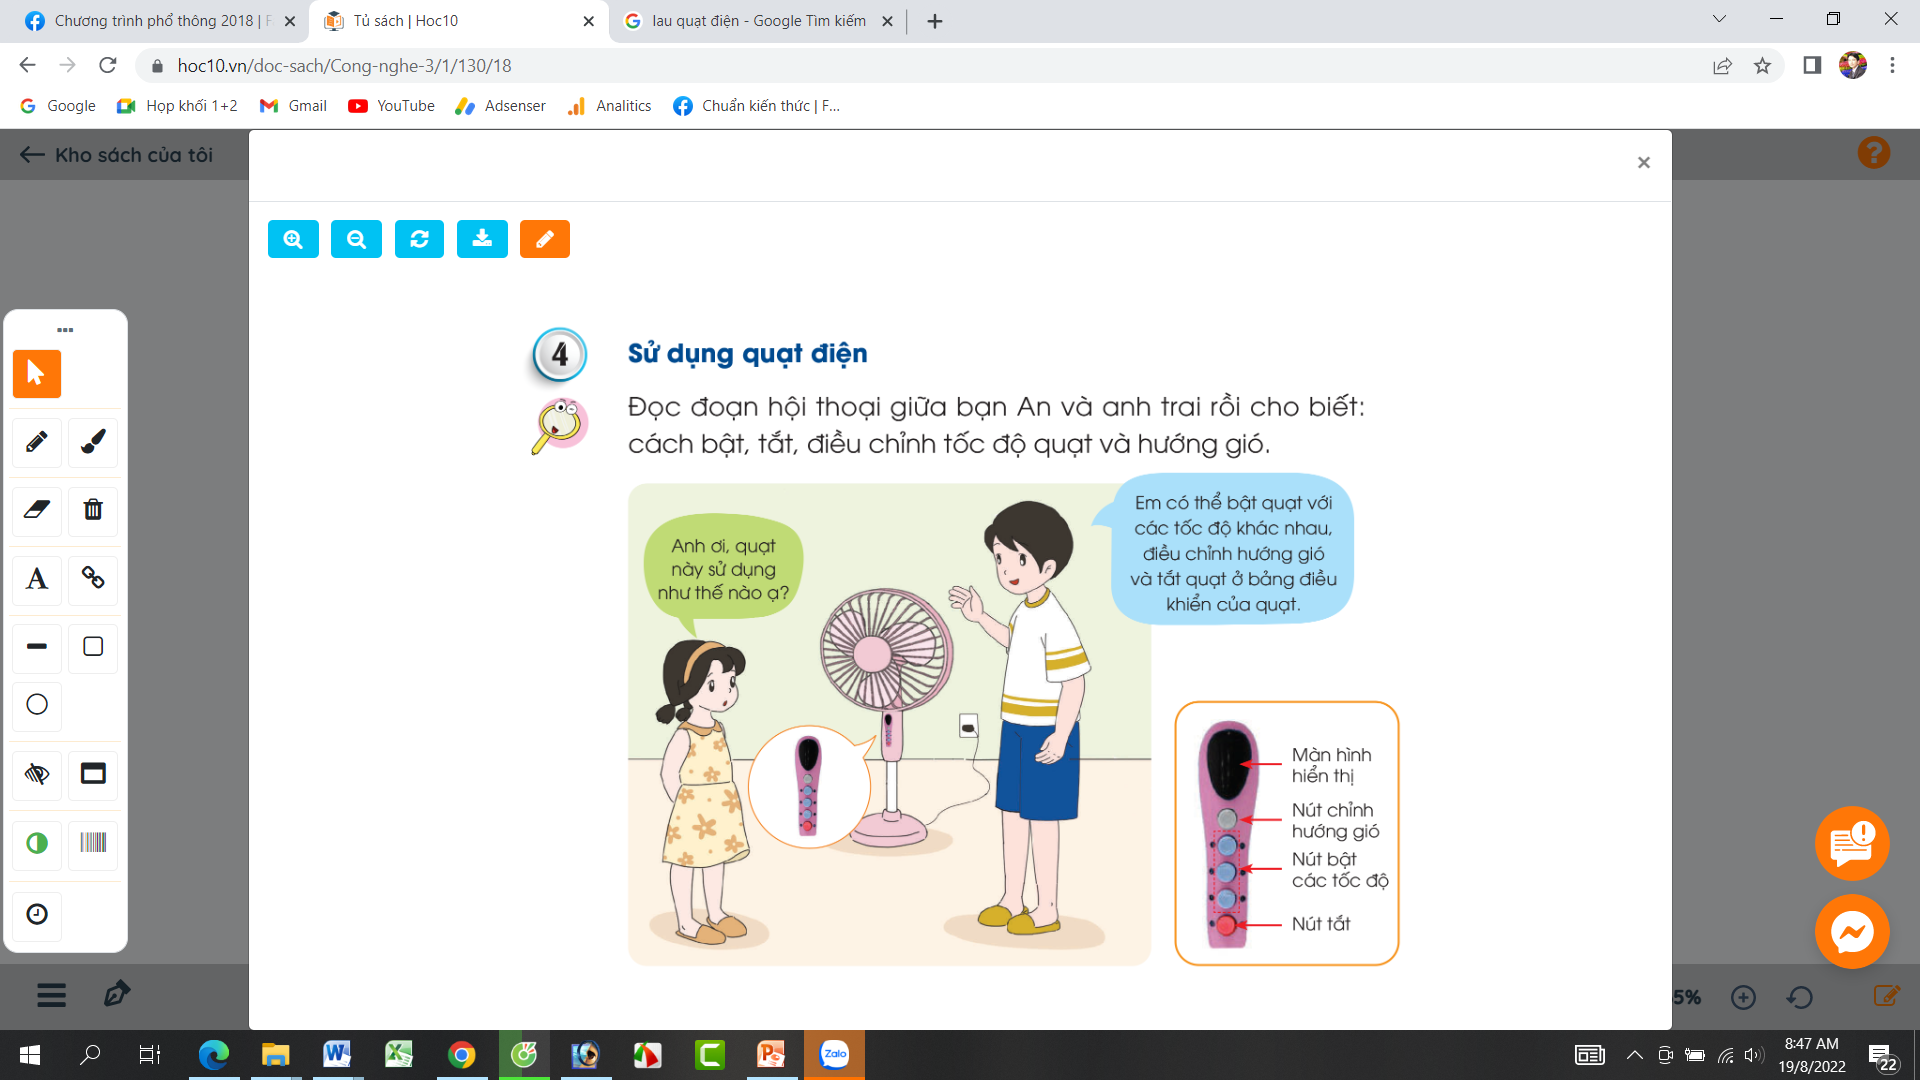 Chương trình phổ thông 2018 | F
Tủ sách | Hoc10
lau quạt điện - Google Tìm kiếm
hoc10.vn/doc-sach/Cong-nghe-3/1/130/18
Google
Họp khối 1+2
Gmail
YouTube
Adsenser
Analitics
Chuẩn kiến thức | F...
Kho sách của tôi
4
Sử dụng quạt điện
Đọc đoạn hội thoại giữa bạn An và anh trai rồi cho biết:
cách bật, tắt, điều chỉnh tốc độ quạt và hướng gió.
Anh ơi, quạt
này sử dụng
như thế nào ạ?
Em có thể bật quạt với
các tốc độ khác nhau,
điều chỉnh hướng gió
và tắt quạt ở bảng điều
khiển của quạt.
Màn hình
hiển thị
Nút chỉnh
hướng gió
Nút bật
các tốc độ
Nút tắt
5%
Zalo
8:47 AM
19/8/2022
22